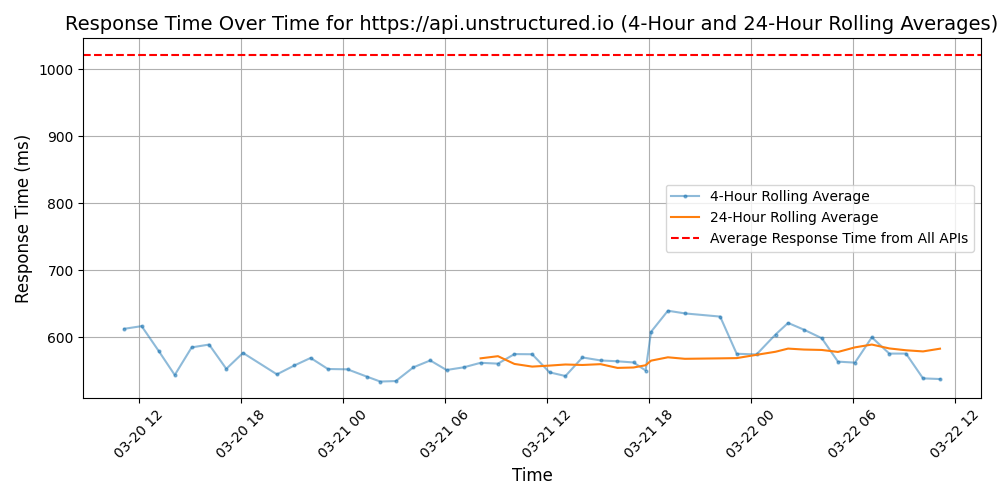 Response Time Over Time for https://api.unstructured.io (4-Hour and 24-Hour Rolling Averages)
Response Time (ms)
1000
900
800
700
600
4-Hour Rolling Average
24-Hour Rolling Average
Average Response Time from All APIs
03-20 12
03-20 18
03-21 00
03-21 06
03-21 12
03-21 18
03-22 00
03-22 06
03-22 12
Time